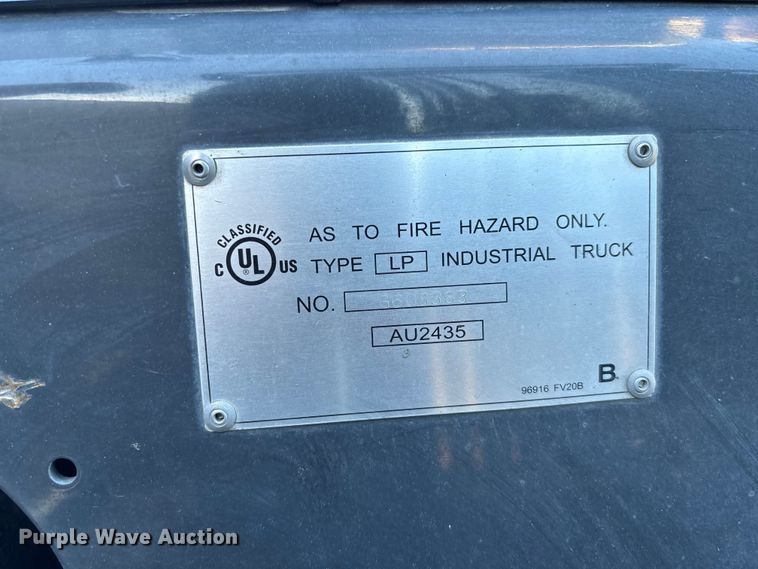 CLASSIFIED
C UL ® US
AS TO FIRE HAZARD ONLY.
TYPE LP INDUSTRIAL TRUCK
NO.
AU2435
96916 FV20B
B
Purple Wave Auction®